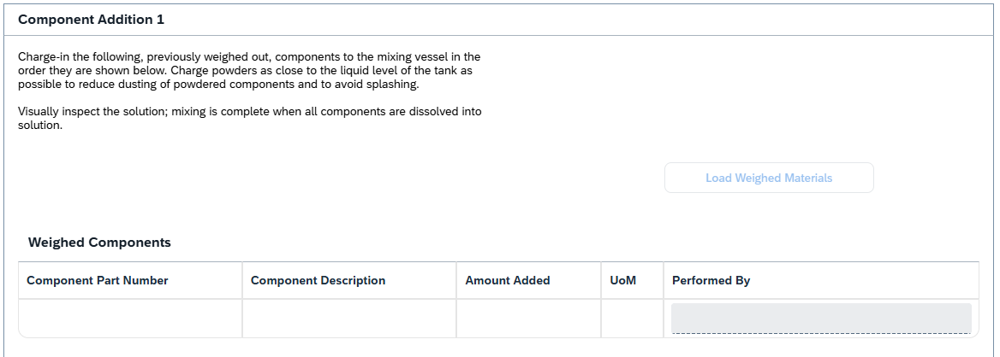 Component Addition 1
Charge-in the following, previously weighed out, components to the mixing vessel in the
order they are shown below. Charge powders as close to the liquid level of the tank as
possible to reduce dusting of powdered components and to avoid splashing.
Visually inspect the solution; mixing is complete when all components are dissolved into
solution.
Load Weighed Materials
Weighed Components
Component Part Number Component Description Amount Added UoM Performed By